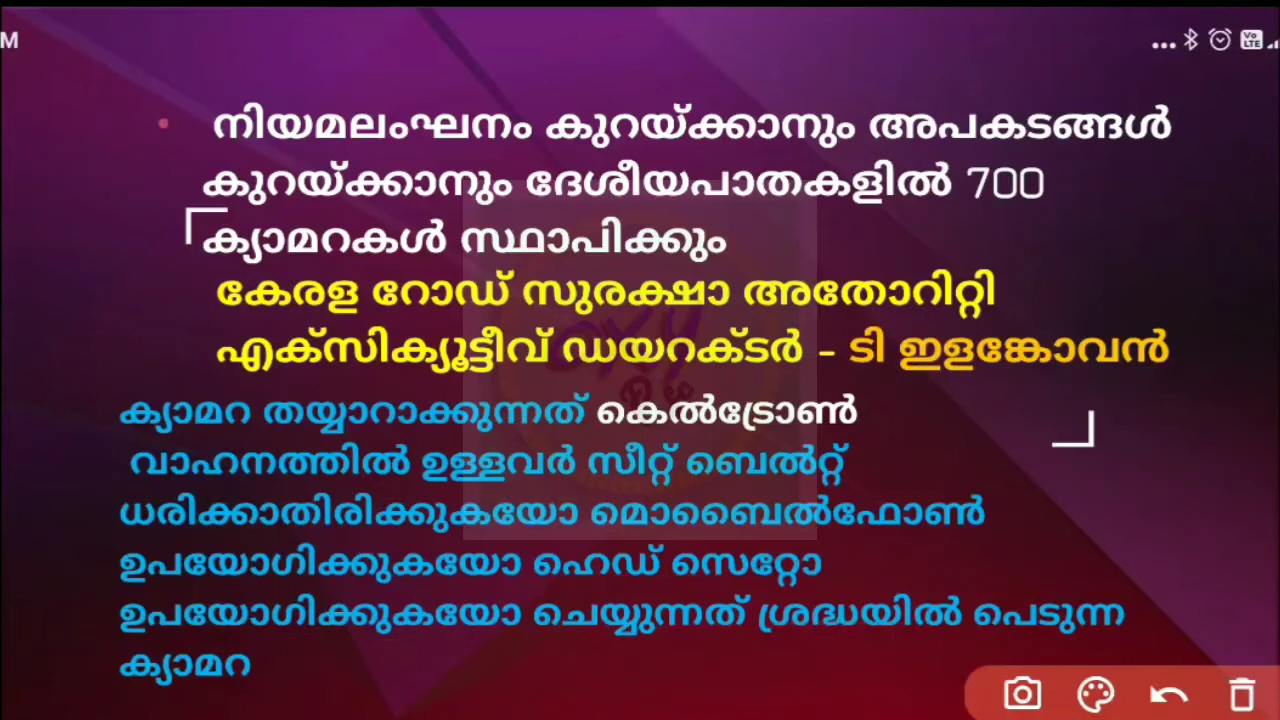 M
നിയമലംഘനം കുറയ്ക്കാനും അപകടങ്ങൾ
കുറയ്ക്കാനും ദേശീയപാതകളിൽ 700
ക്യാമറകൾ സ്ഥാപിക്കും
കേരള റോഡ് സുരക്ഷാ അതോറിറ്റി
എക്സിക്യൂട്ടീവ് ഡയറക്ടർ - ടി ഇളങ്കോവൻ
ക്യാമറ തയ്യാറാക്കുന്നത് കെൽട്രോൺ
വാഹനത്തിൽ ഉള്ളവർ സീറ്റ് ബെൽറ്റ്
ധരിക്കാതിരിക്കുകയോ മൊബൈൽഫോൺ
ഉപയോഗിക്കുകയോ ഹെഡ് സെറ്റോ
ഉപയോഗിക്കുകയോ ചെയ്യുന്നത് ശ്രദ്ധയിൽ പെടുന്ന
ക്യാമറ